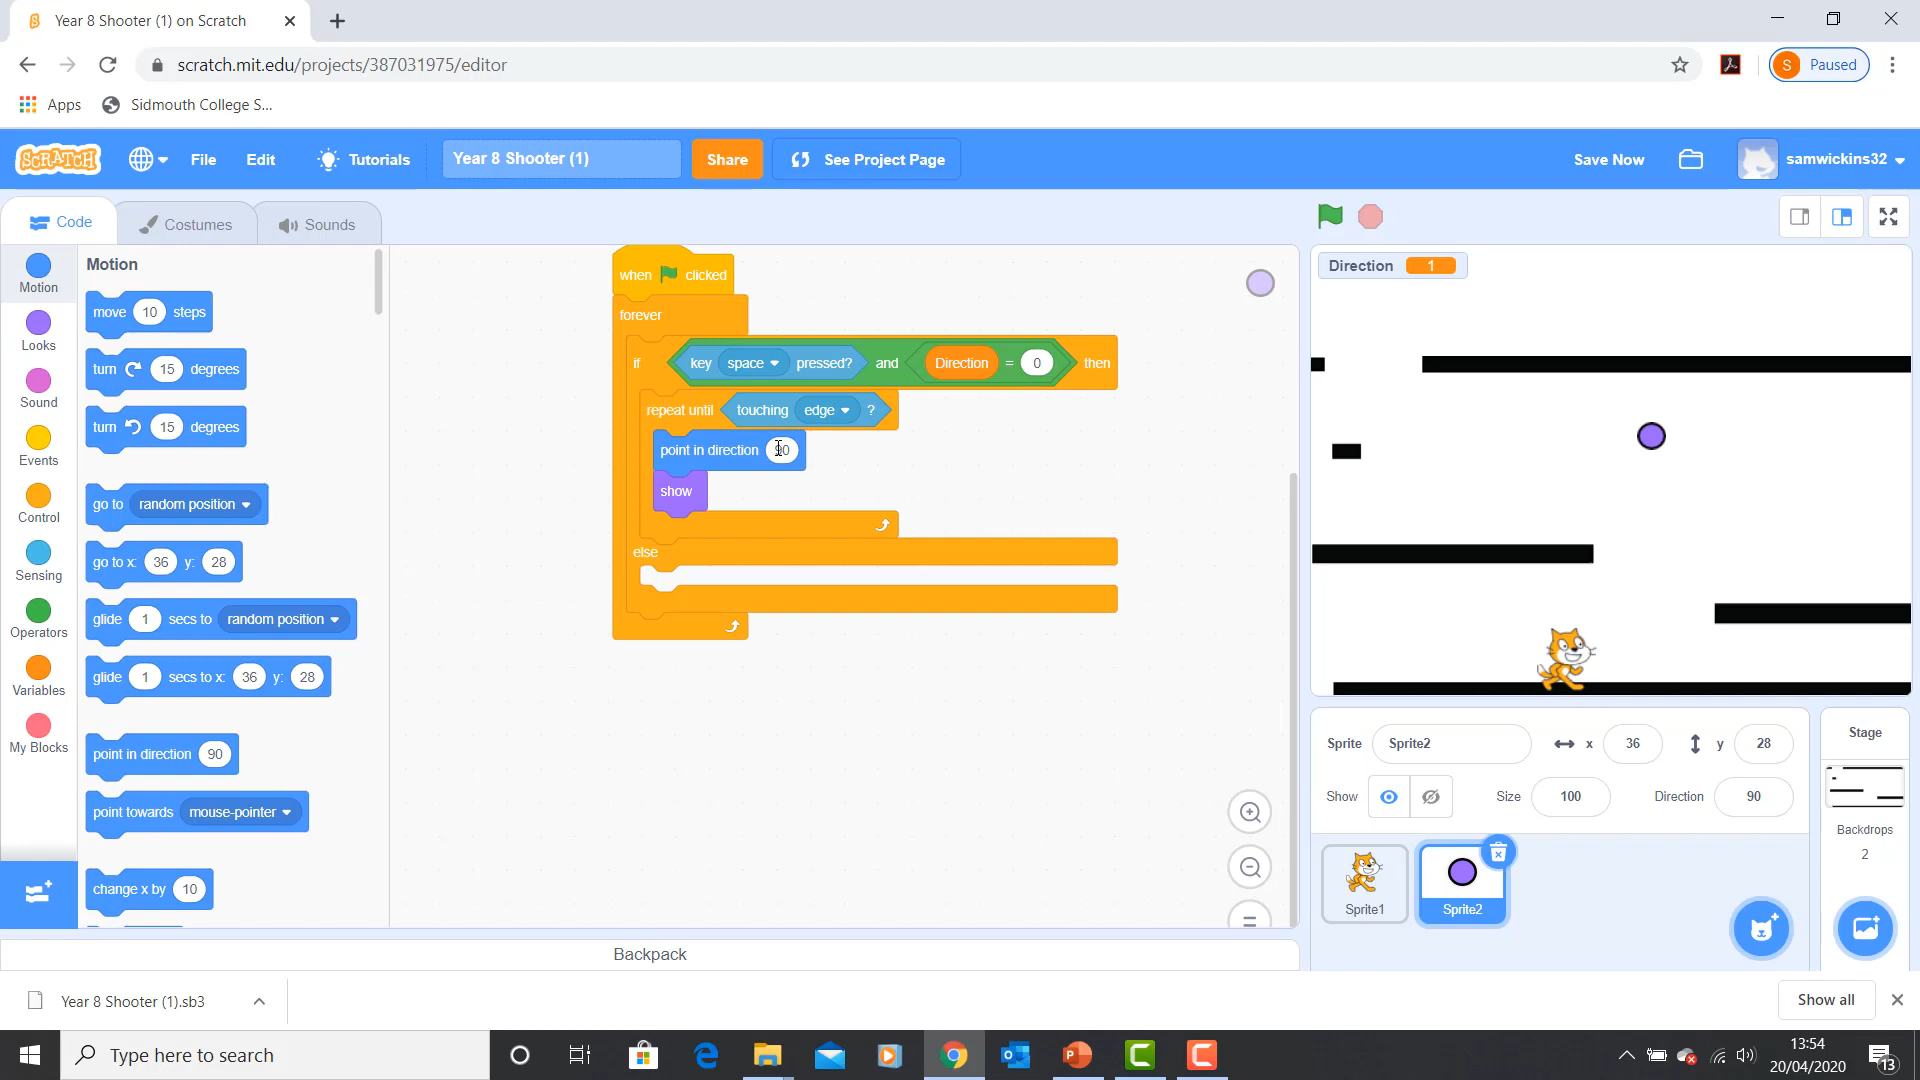 Year 8 Shooter (1) on Scratch
scratch.mit.edu/projects/387031975/editor
S Paused
Apps Sidmouth College S...
SCRATCH File Edit Tutorials Year 8 Shooter (1) Share See Project Page Save Now samwickins32
Code Costumes Sounds
Motion
Looks
Sound
Events
Control
Sensing
Operators
Variables
My Blocks
Motion
move 10 steps
turn 15 degrees
turn 15 degrees
go to random position
go to x: 36 y: 28
glide 1 secs to random position
glide 1 secs to x: 36 y: 28
point in direction 90
point towards mouse-pointer
change x by 10
when clicked
forever
if key space pressed? and Direction = 0 then
repeat until touching edge ?
point in direction 90
show
else
Direction 1
Sprite Sprite2 x 36 y 28
Show Size 100 Direction 90
Sprite1
Sprite2
Stage
Backdrops
2
Backpack
Year 8 Shooter (1).sb3
Show all
Type here to search
13:54
20/04/2020
13